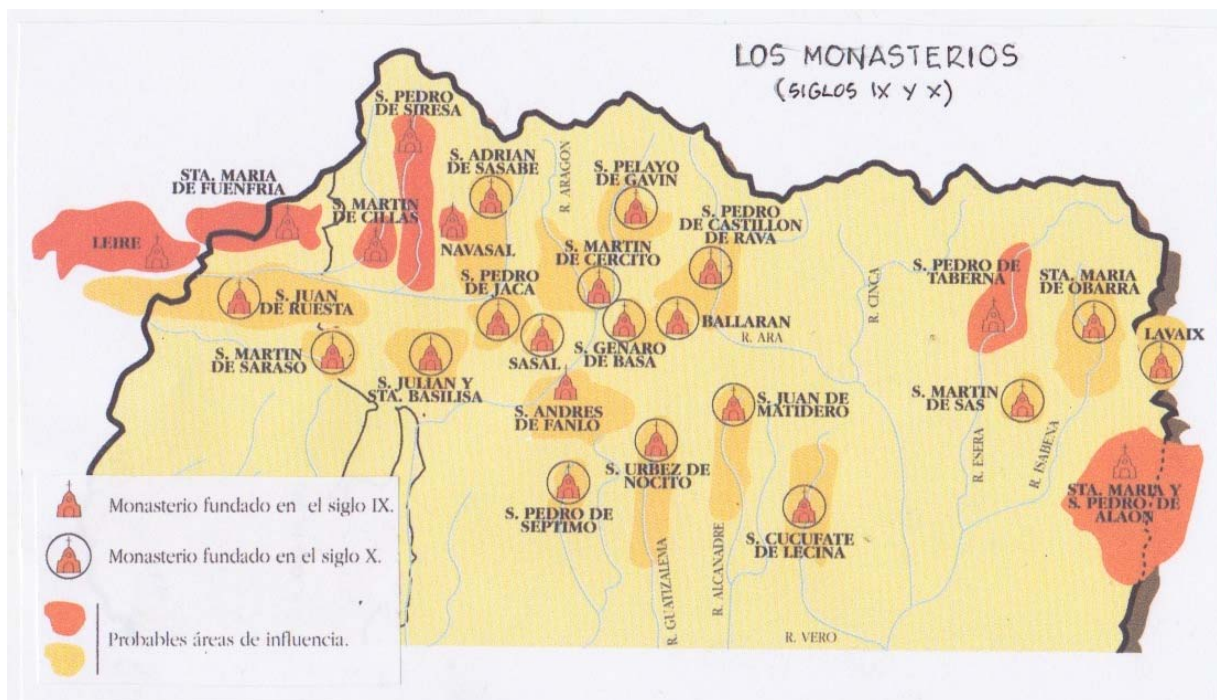 LOS MONASTERIOS
(SIGLOS IX Y X)
S. PEDRO
DE SIRESA
S. ADRIAN
DE SASABE
R. ARAGON
S. PELAYO
DE GAVIN
STA. MARIA
DE FUENFRIA
S. MARTIN
DE CILLAS
NAVASAL
S. PEDRO
DE CASTILLON
DE RAVA
LEIRE
S. MARTIN
DE CERCITO
R. CINCA
S. PEDRO DE
TABERNA
STA. MARIA
DE OBARRA
S. JUAN
DE RUESTA
S. PEDRO
DE JACA
BALLARAN
R. ARA
LAVAIX
S. MARTIN
DE SARASO
SASAL
S. GENARO
DE BASA
S. JULIAN Y
STA. BASILISA
S. ANDRES
DE FANLO
S. JUAN DE
MATIDERO
S. MARTIN
DE SAS
R. ESERA
R. ISABENA
S. URBEZ DE
NOCITO
S. PEDRO DE
SEPTIMO
STA. MARIA Y
S. PEDRO DE
ALAON
S. CUCUFATE
DE LECINA
R. GUATIZALEMA
R. ALCANADRE
R. VERO
Monasterio fundado en el siglo IX.
Monasterio fundado en el siglo X.
Probables áreas de influencia.